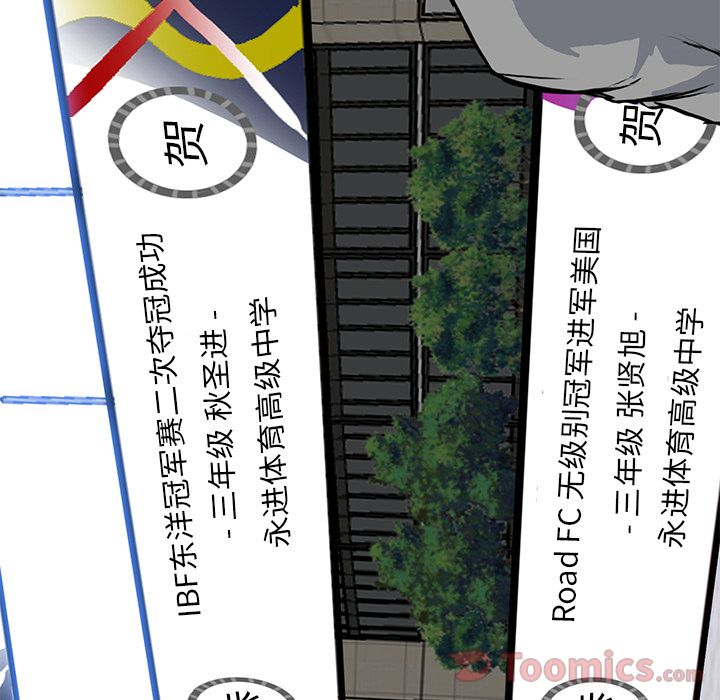 贺
IBF东洋冠军赛二次夺冠成功
- 三年级 秋圣进 -
永进体育高级中学
贺
Road FC 无级别冠军进军美国
- 三年级 张贤旭 -
永进体育高级中学
Toomics.com